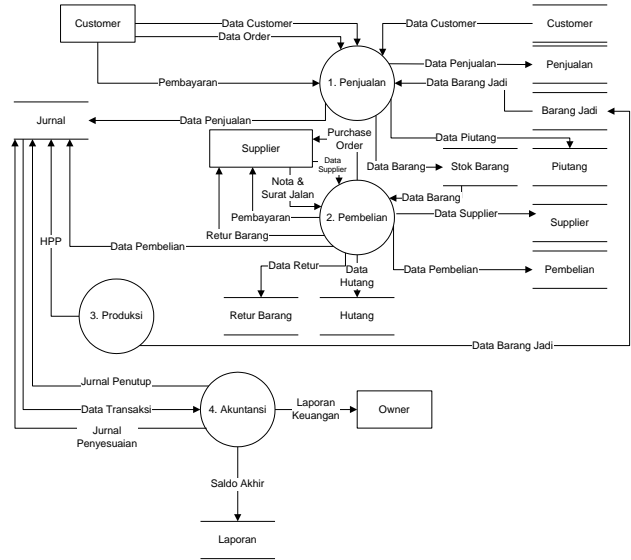 Customer
Data Customer
Data Order
Data Customer
Customer
Pembayaran
1. Penjualan
Data Penjualan
Penjualan
Data Barang Jadi
Barang Jadi
Jurnal
Data Penjualan
Supplier
Purchase
Order
Data
Supplier
Data Piutang
Data Barang
Stok Barang
Piutang
Nota &
Surat Jalan
Data Barang
Pembayaran
2. Pembelian
Data Supplier
Supplier
Retur Barang
HPP
Data Pembelian
Data Retur
Data
Hutang
Data Pembelian
Pembelian
Retur Barang
Hutang
3. Produksi
Data Barang Jadi
Jurnal Penutup
Data Transaksi
4. Akuntansi
Laporan
Keuangan
Owner
Jurnal
Penyesuaian
Saldo Akhir
Laporan